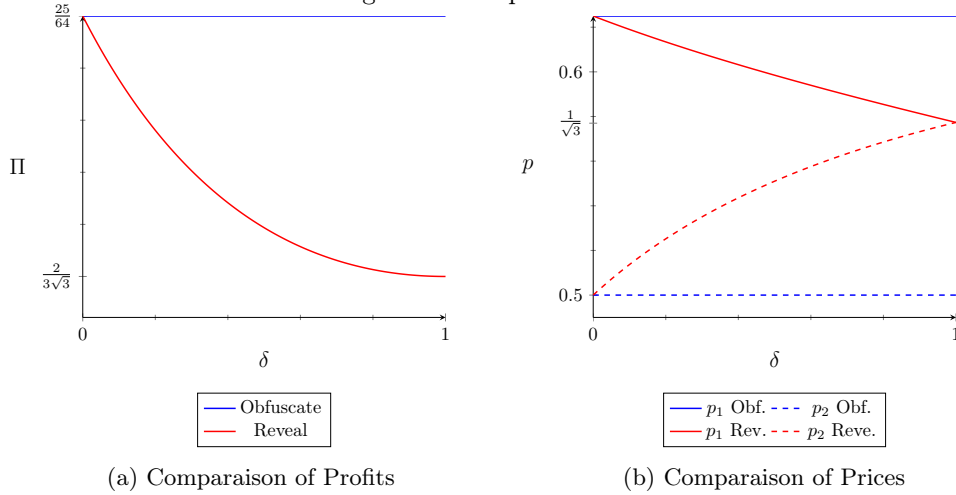 25/64
Π
2/3√3
0
1
δ
Obfuscate
Reveal
(a) Comparaison of Profits
0.6
1/√3
p
0.5
0
1
δ
p₁ Obf. p₂ Obf.
p₁ Rev. p₂ Reve.
(b) Comparaison of Prices